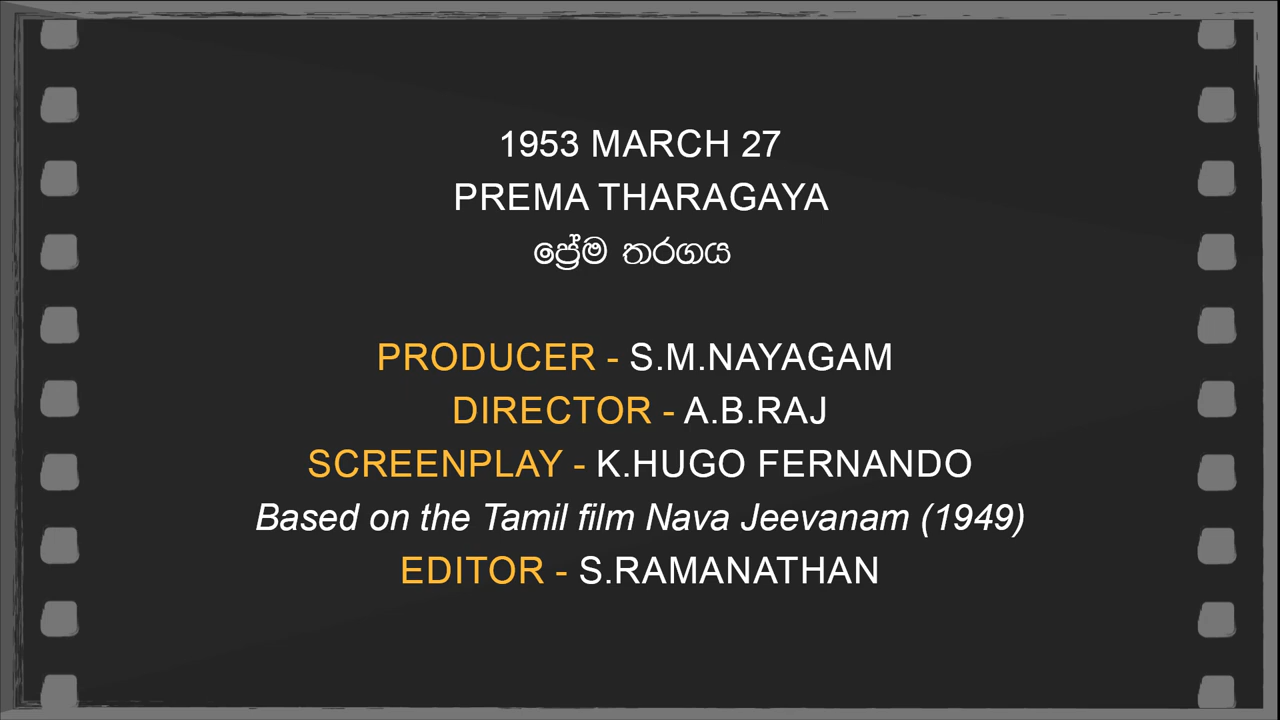 1953 MARCH 27
PREMA THARAGAYA
ප්‍රේම තරගය
PRODUCER - S.M.NAYAGAM
DIRECTOR - A.B.RAJ
SCREENPLAY - K.HUGO FERNANDO
Based on the Tamil film Nava Jeevanam (1949)
EDITOR - S.RAMANATHAN